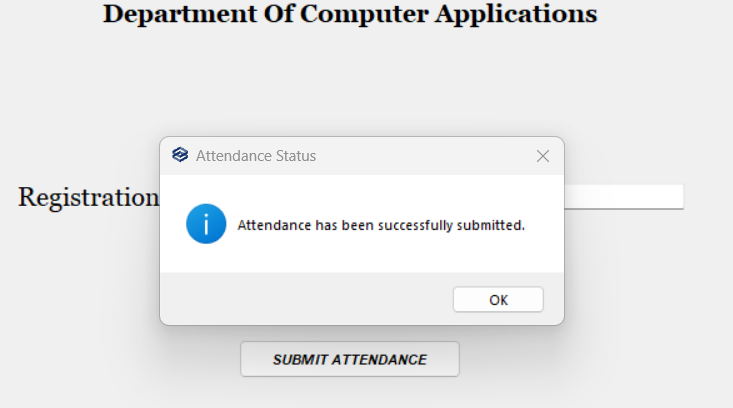 Department Of Computer Applications
Attendance Status
Registration
Attendance has been successfully submitted.
OK
SUBMIT ATTENDANCE